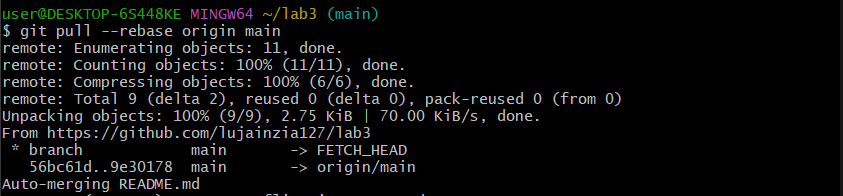 user@DESKTOP-6S448KE MINGW64 ~/lab3 (main)
$ git pull --rebase origin main
remote: Enumerating objects: 11, done.
remote: Counting objects: 100% (11/11), done.
remote: Compressing objects: 100% (6/6), done.
remote: Total 9 (delta 2), reused 0 (delta 0), pack-reused 0 (from 0)
Unpacking objects: 100% (9/9), 2.75 KiB | 70.00 KiB/s, done.
From https://github.com/lujainzia127/lab3
 * branch            main       -> FETCH_HEAD
   56bc61d..9e30178  main       -> origin/main
Auto-merging README.md